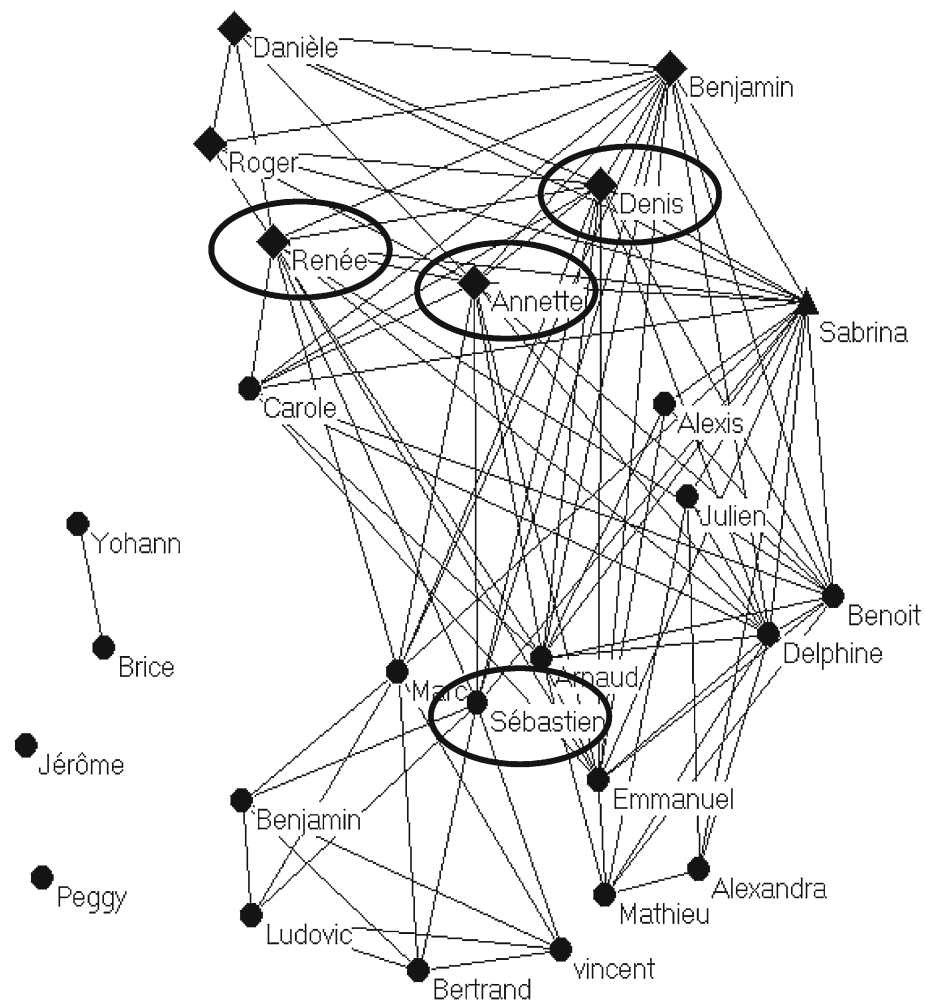 Danièle
Benjamin
Roger
Denis
Renée
Annette
Sabrina
Carole
Alexis
Julien
Yohann
Benoit
Brice
Delphine
Arnaud
Marc
Sébastien
Jérôme
Emmanuel
Benjamin
Peggy
Alexandra
Mathieu
Ludovic
vincent
Bertrand